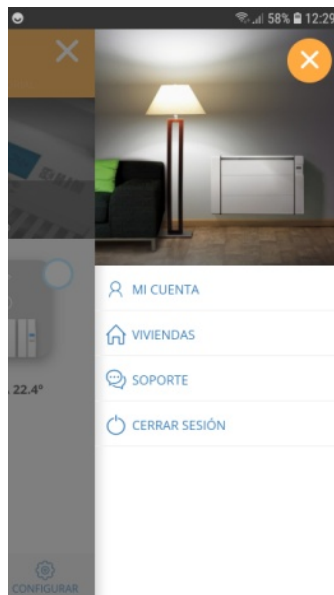 58% 12:29
MI CUENTA
VIVIENDAS
SOPORTE
22.4°
CERRAR SESIÓN
CONFIGURAR